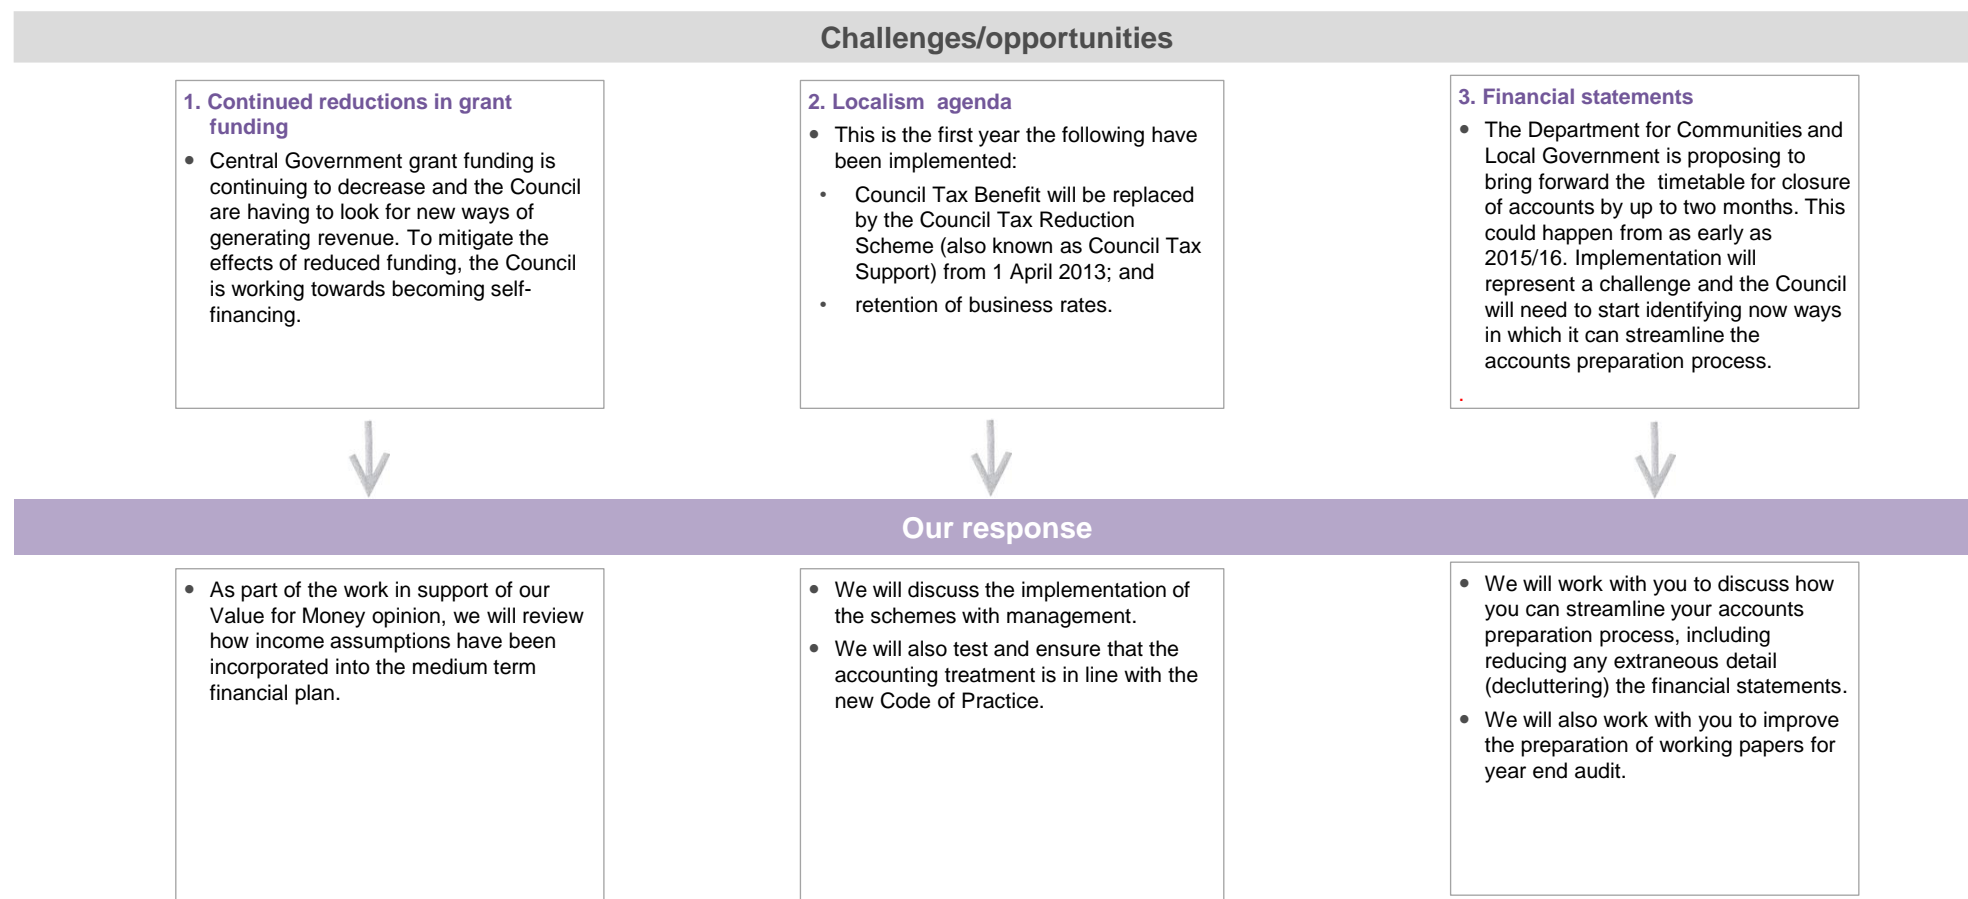 Challenges/opportunities
1. Continued reductions in grant
funding
• Central Government grant funding is
continuing to decrease and the Council
are having to look for new ways of
generating revenue. To mitigate the
effects of reduced funding, the Council
is working towards becoming self-
financing.
2. Localism agenda
• This is the first year the following have
been implemented:
• Council Tax Benefit will be replaced
by the Council Tax Reduction
Scheme (also known as Council Tax
Support) from 1 April 2013; and
• retention of business rates.
3. Financial statements
• The Department for Communities and
Local Government is proposing to
bring forward the timetable for closure
of accounts by up to two months. This
could happen from as early as
2015/16. Implementation will
represent a challenge and the Council
will need to start identifying now ways
in which it can streamline the
accounts preparation process.
.
Our response
• As part of the work in support of our
Value for Money opinion, we will review
how income assumptions have been
incorporated into the medium term
financial plan.
• We will discuss the implementation of
the schemes with management.
• We will also test and ensure that the
accounting treatment is in line with the
new Code of Practice.
• We will work with you to discuss how
you can streamline your accounts
preparation process, including
reducing any extraneous detail
(decluttering) the financial statements.
• We will also work with you to improve
the preparation of working papers for
year end audit.